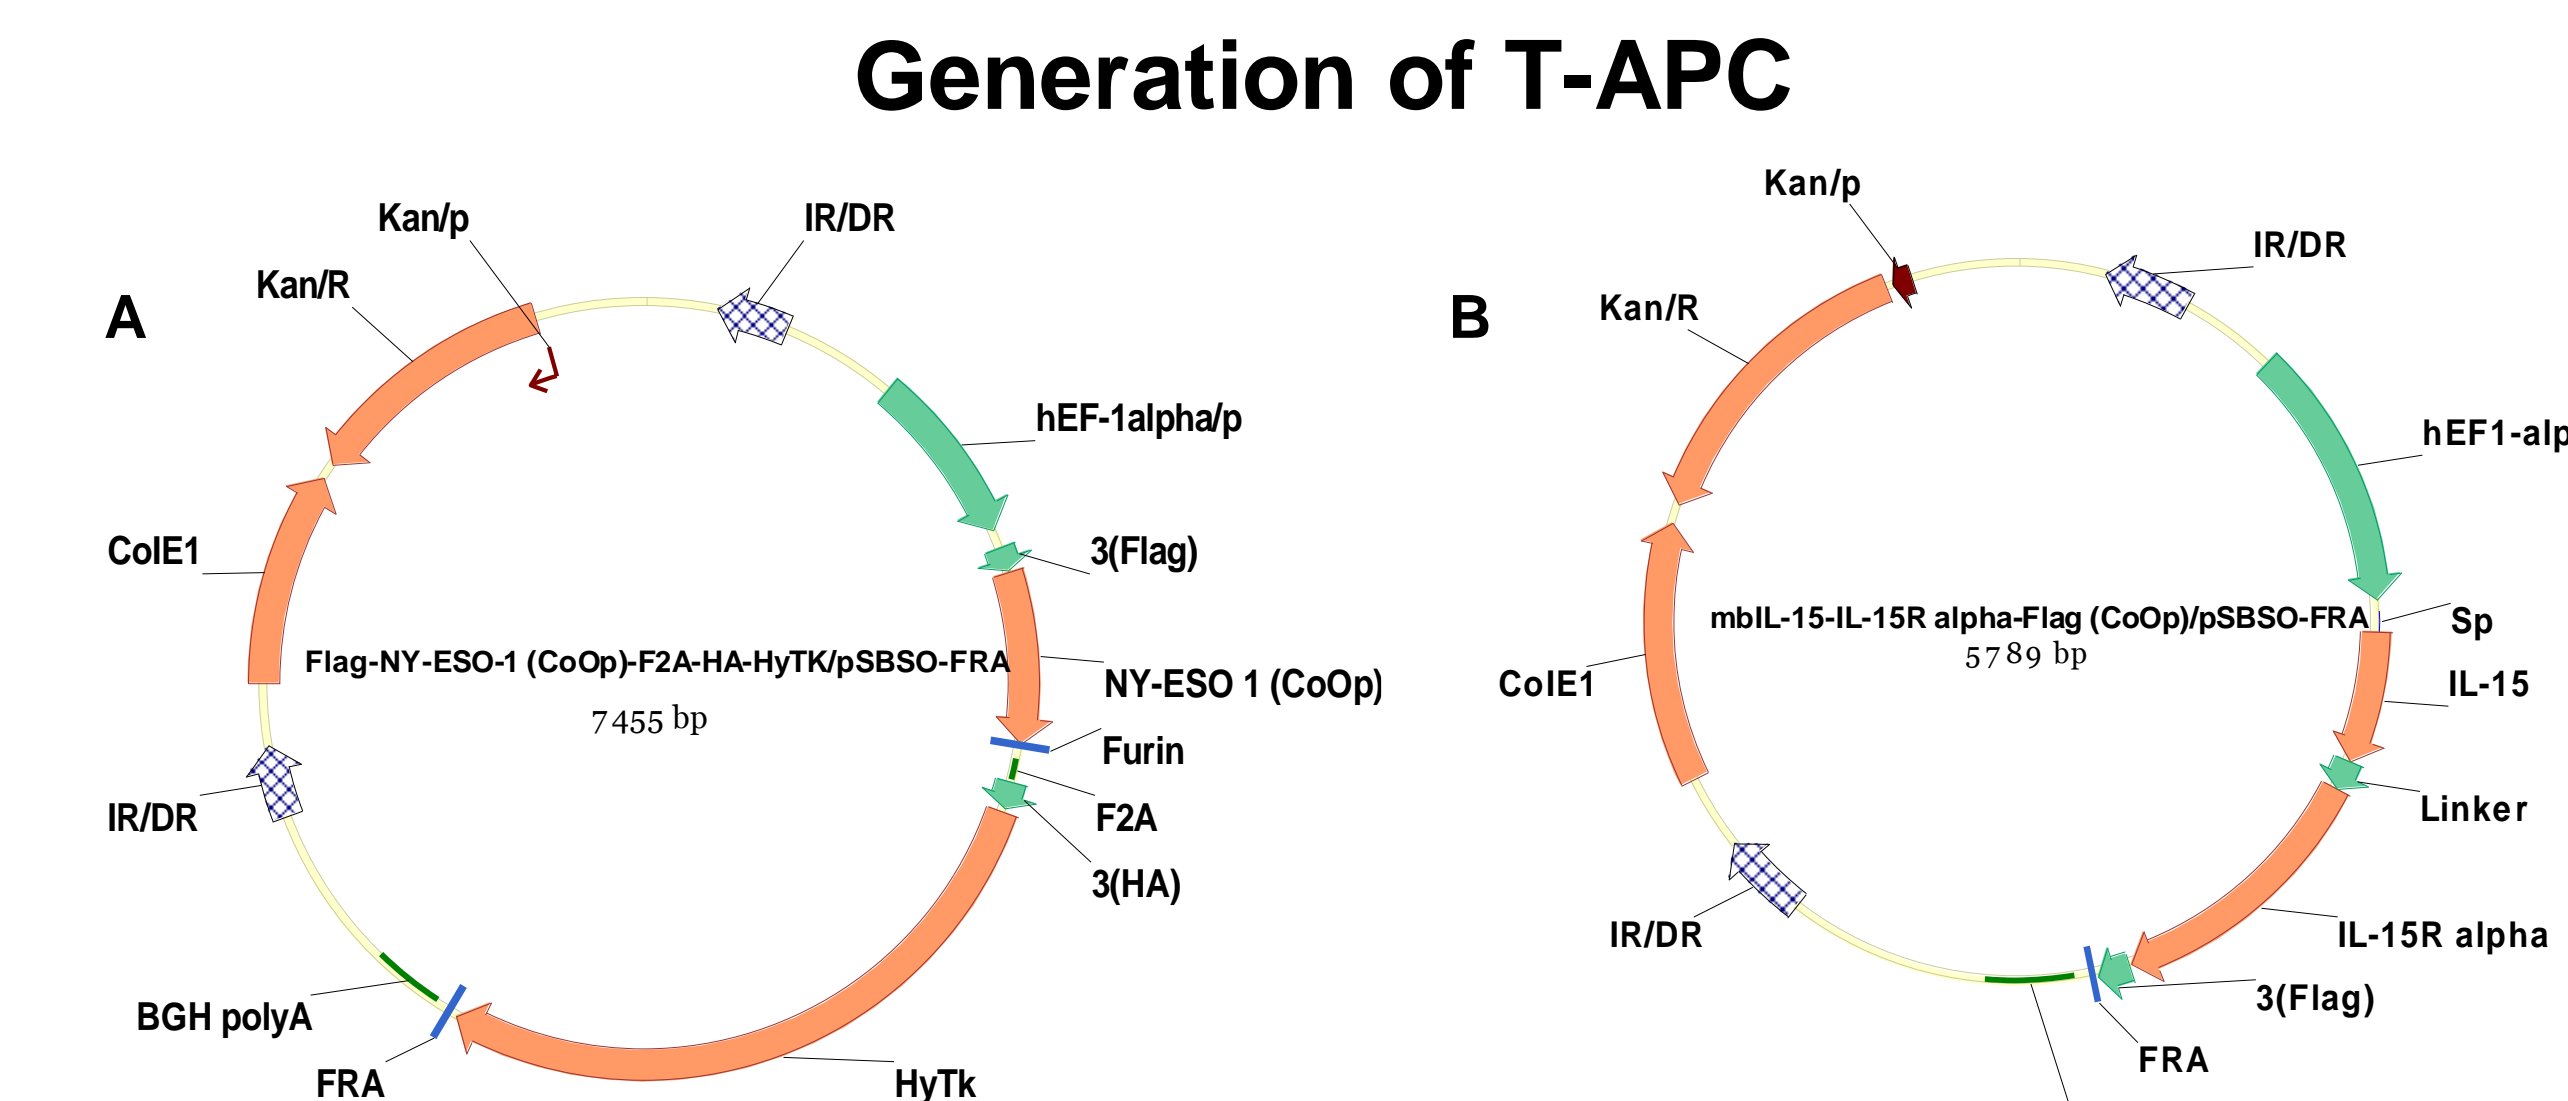 Generation of T-APC
A
Kan/p
IR/DR
Kan/R
hEF-1alpha/p
3(Flag)
ColE1
Flag-NY-ESO-1 (CoOp)-F2A-HA-HyTK/pSBSO-FRA
7455 bp
NY-ESO 1 (CoOp)
Furin
F2A
IR/DR
3(HA)
BGH polyA
FRA
HyTk
B
Kan/p
IR/DR
Kan/R
hEF1-alp
mbIL-15-IL-15R alpha-Flag (CoOp)/pSBSO-FRA
5789 bp
Sp
IL-15
ColE1
Linker
IR/DR
IL-15R alpha
3(Flag)
FRA